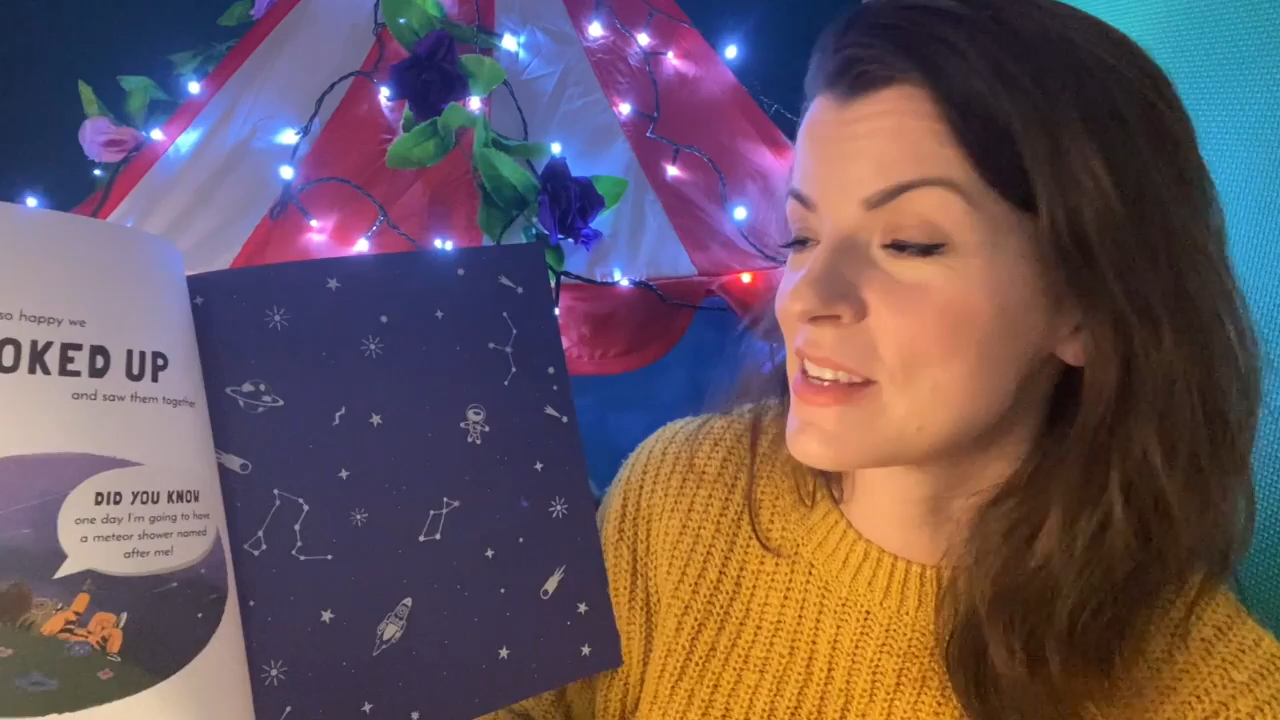 so happy we
OKED UP
and saw them together
DID YOU KNOW
one day I'm going to have
a meteor shower named
after me!